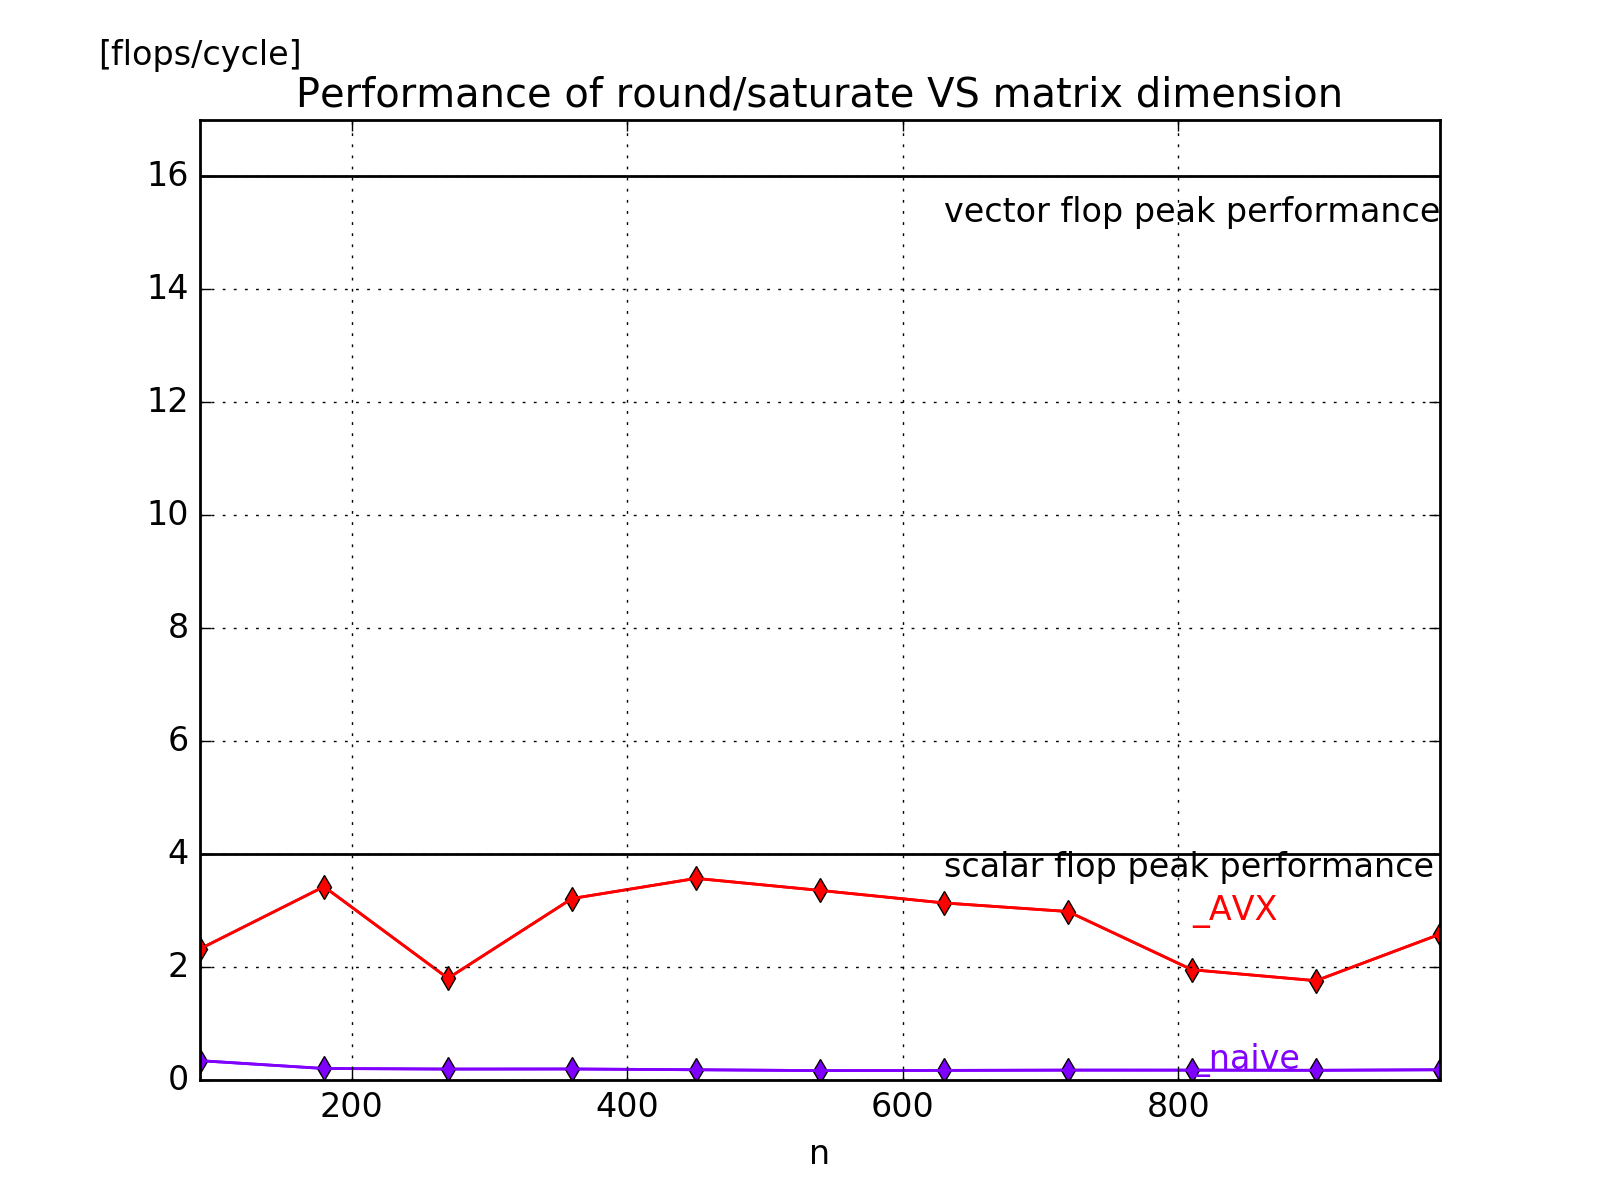 [flops/cycle]
Performance of round/saturate VS matrix dimension
16
vector flop peak performance
14
12
10
8
6
4
scalar flop peak performance
_AVX
2
_naive
0
200 400 600 800
n